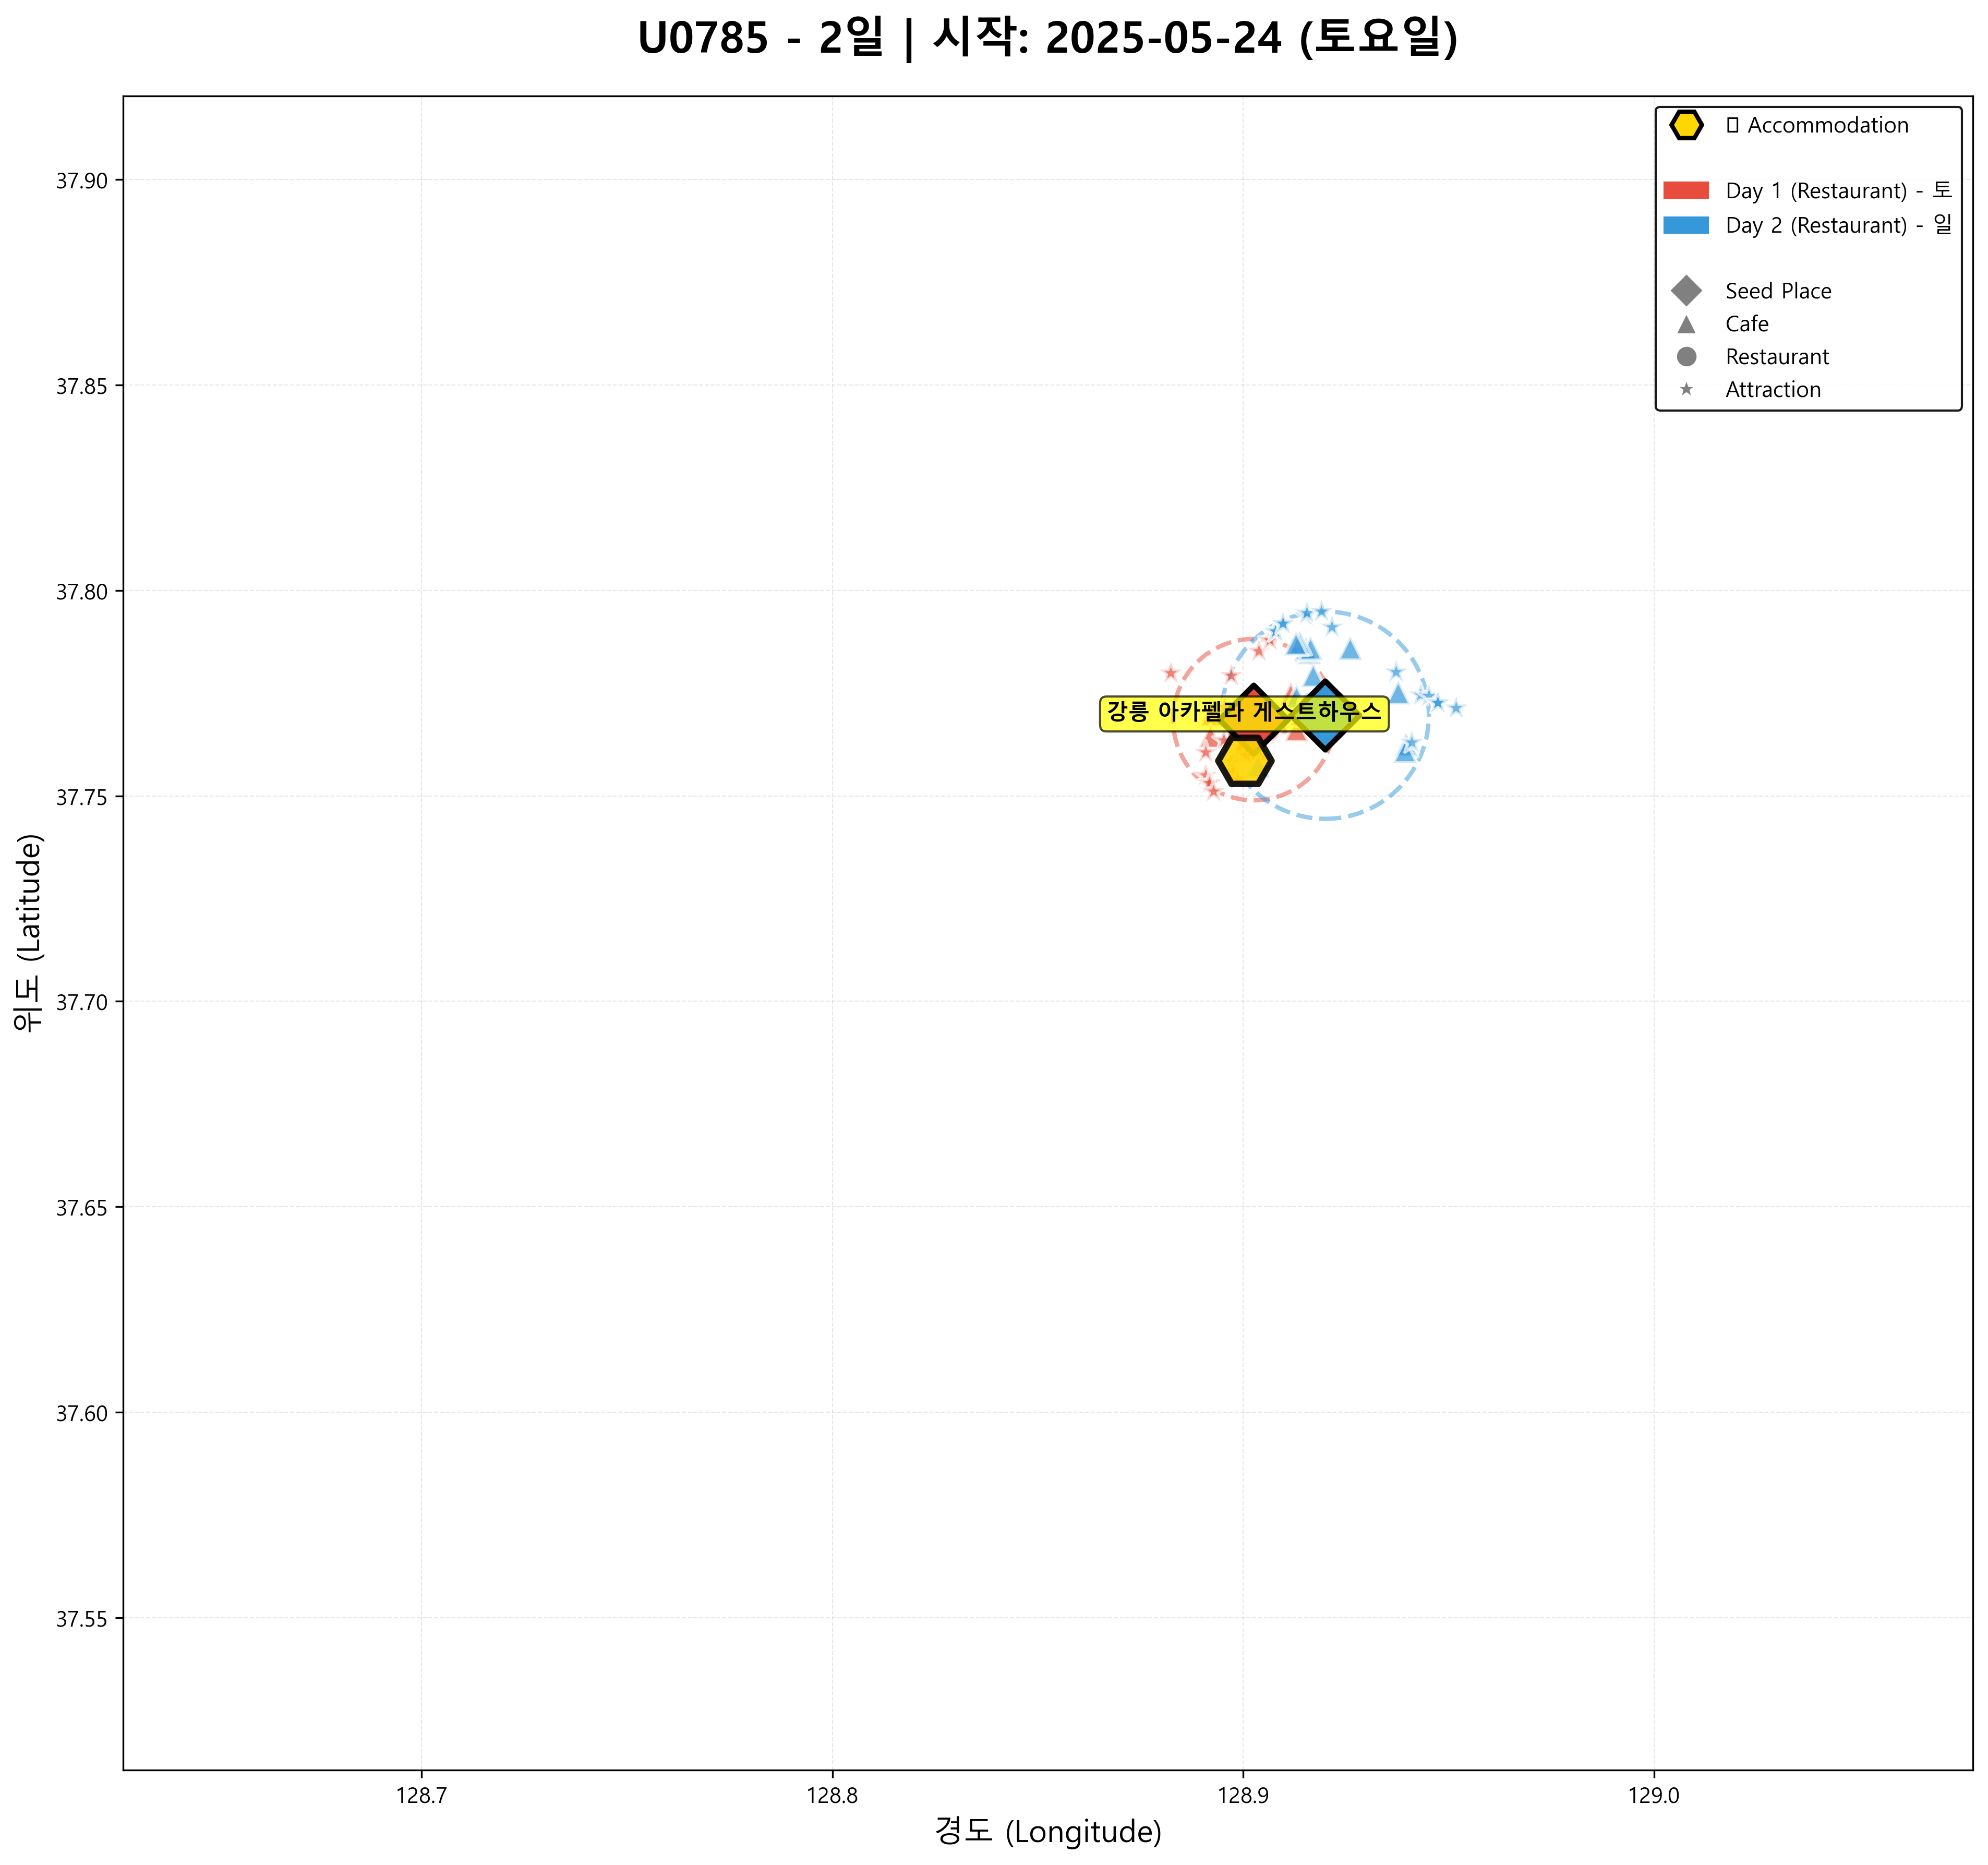 U0785 - 2일 | 시작: 2025-05-24 (토요일)
Accommodation
Day 1 (Restaurant) - 토
Day 2 (Restaurant) - 일
Seed Place
Cafe
Restaurant
Attraction
37.90
37.85
37.80
37.75
37.70
37.65
37.60
37.55
강릉 아카펠라 게스트하우스
위도 (Latitude)
128.7 128.8 128.9 129.0
경도 (Longitude)